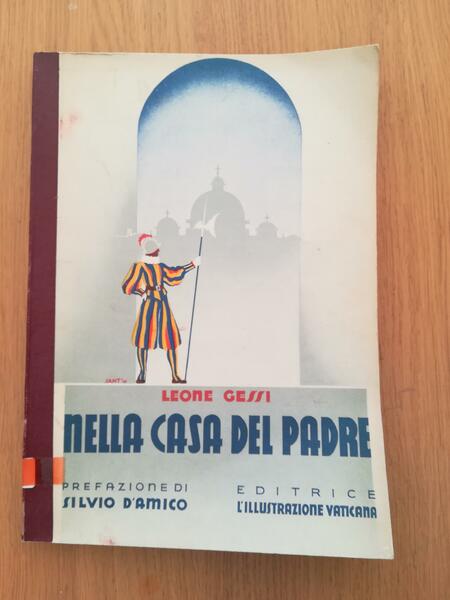 LEONE GESSI
NELLA CASA DEL PADRE
PREFAZIONE DI
SILVIO D'AMICO
EDITRICE
L'ILLUSTRAZIONE VATICANA